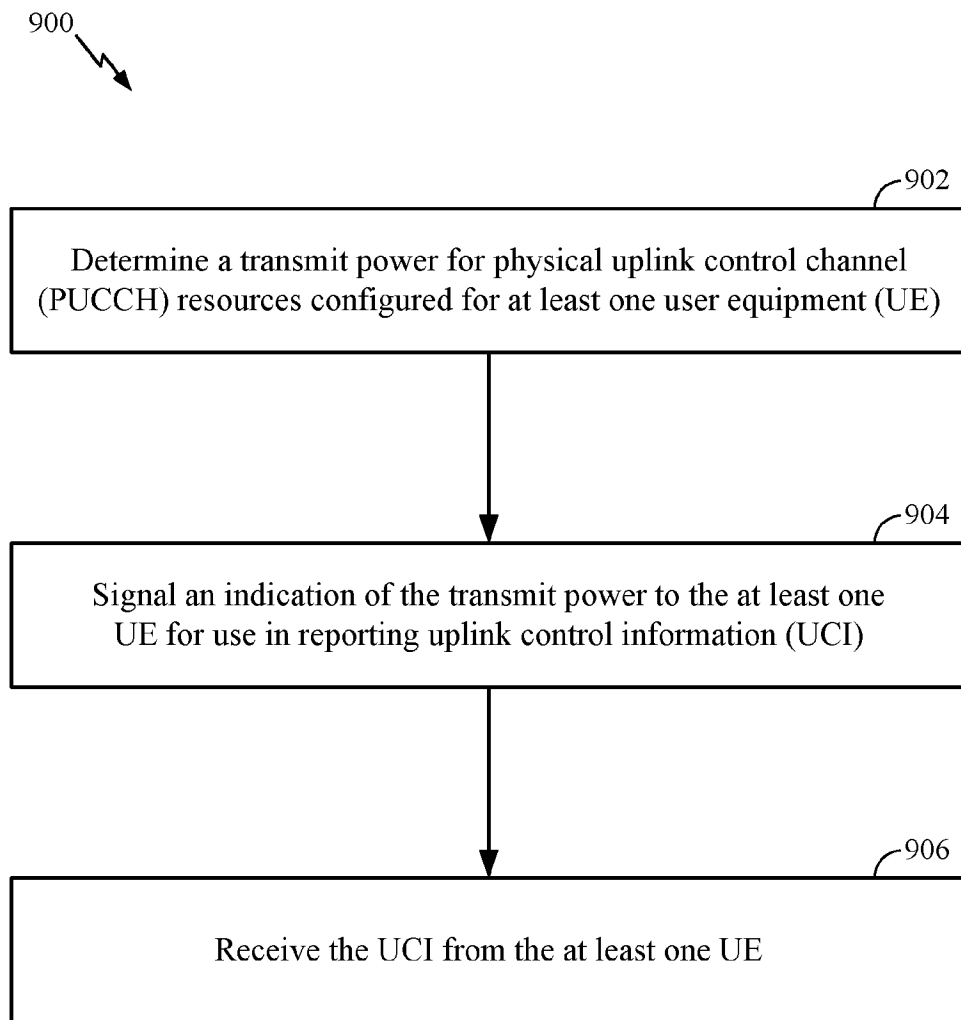 900
902
Determine a transmit power for physical uplink control channel
(PUCCH) resources configured for at least one user equipment (UE)
904
Signal an indication of the transmit power to the at least one
UE for use in reporting uplink control information (UCI)
906
Receive the UCI from the at least one UE